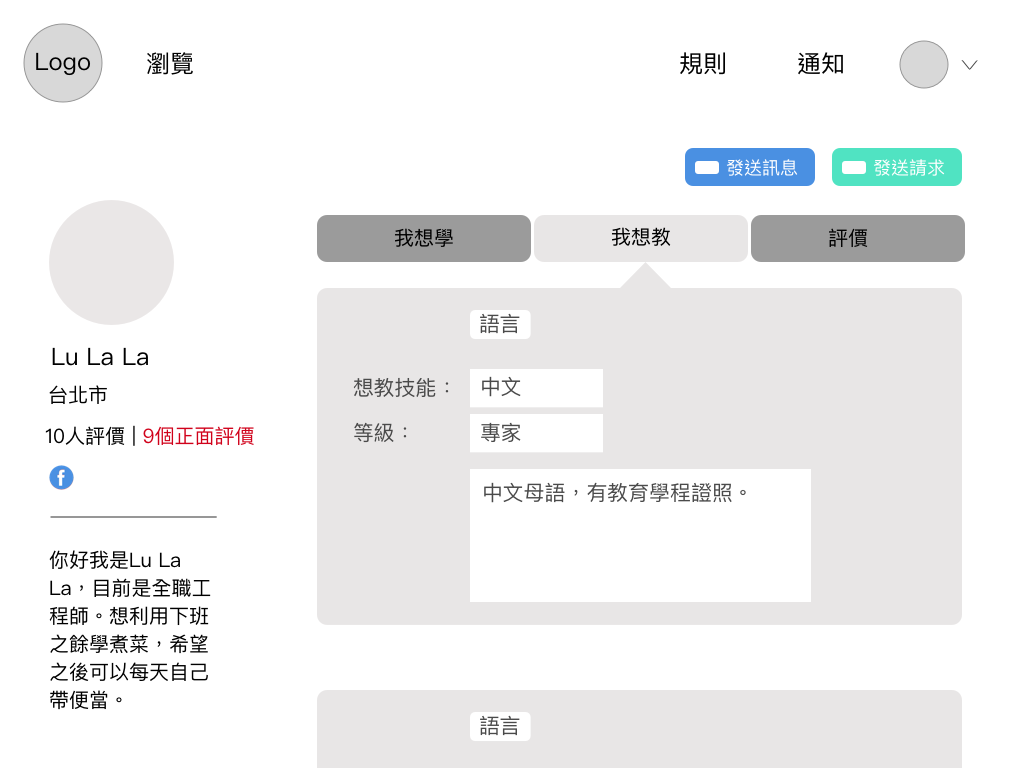 Logo
瀏覽
規則
通知
發送訊息
發送請求
我想學
我想教
評價
Lu La La
台北市
10人評價 | 9個正面評價
你好我是Lu La
La，目前是全職工
程師。想利用下班
之餘學煮菜，希望
之後可以每天自己
帶便當。
語言
想教技能：
中文
等級：
專家
中文母語，有教育學程證照。
語言